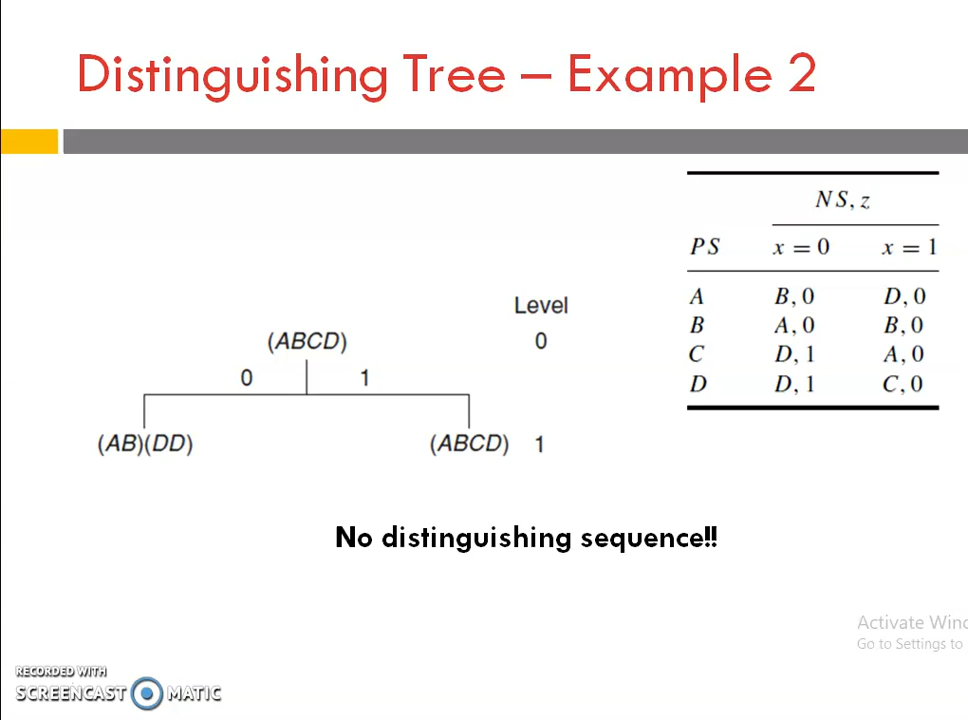 Distinguishing Tree – Example 2
NS, z
PS x = 0 x = 1
A B, 0 D, 0
B A, 0 B, 0
C D, 1 A, 0
D D, 1 C, 0
Level
(ABCD) 0
0 1
(AB)(DD) (ABCD) 1
No distinguishing sequence!!
Activate Wind
Go to Settings to
RECORDED WITH
SCREENCAST MATIC